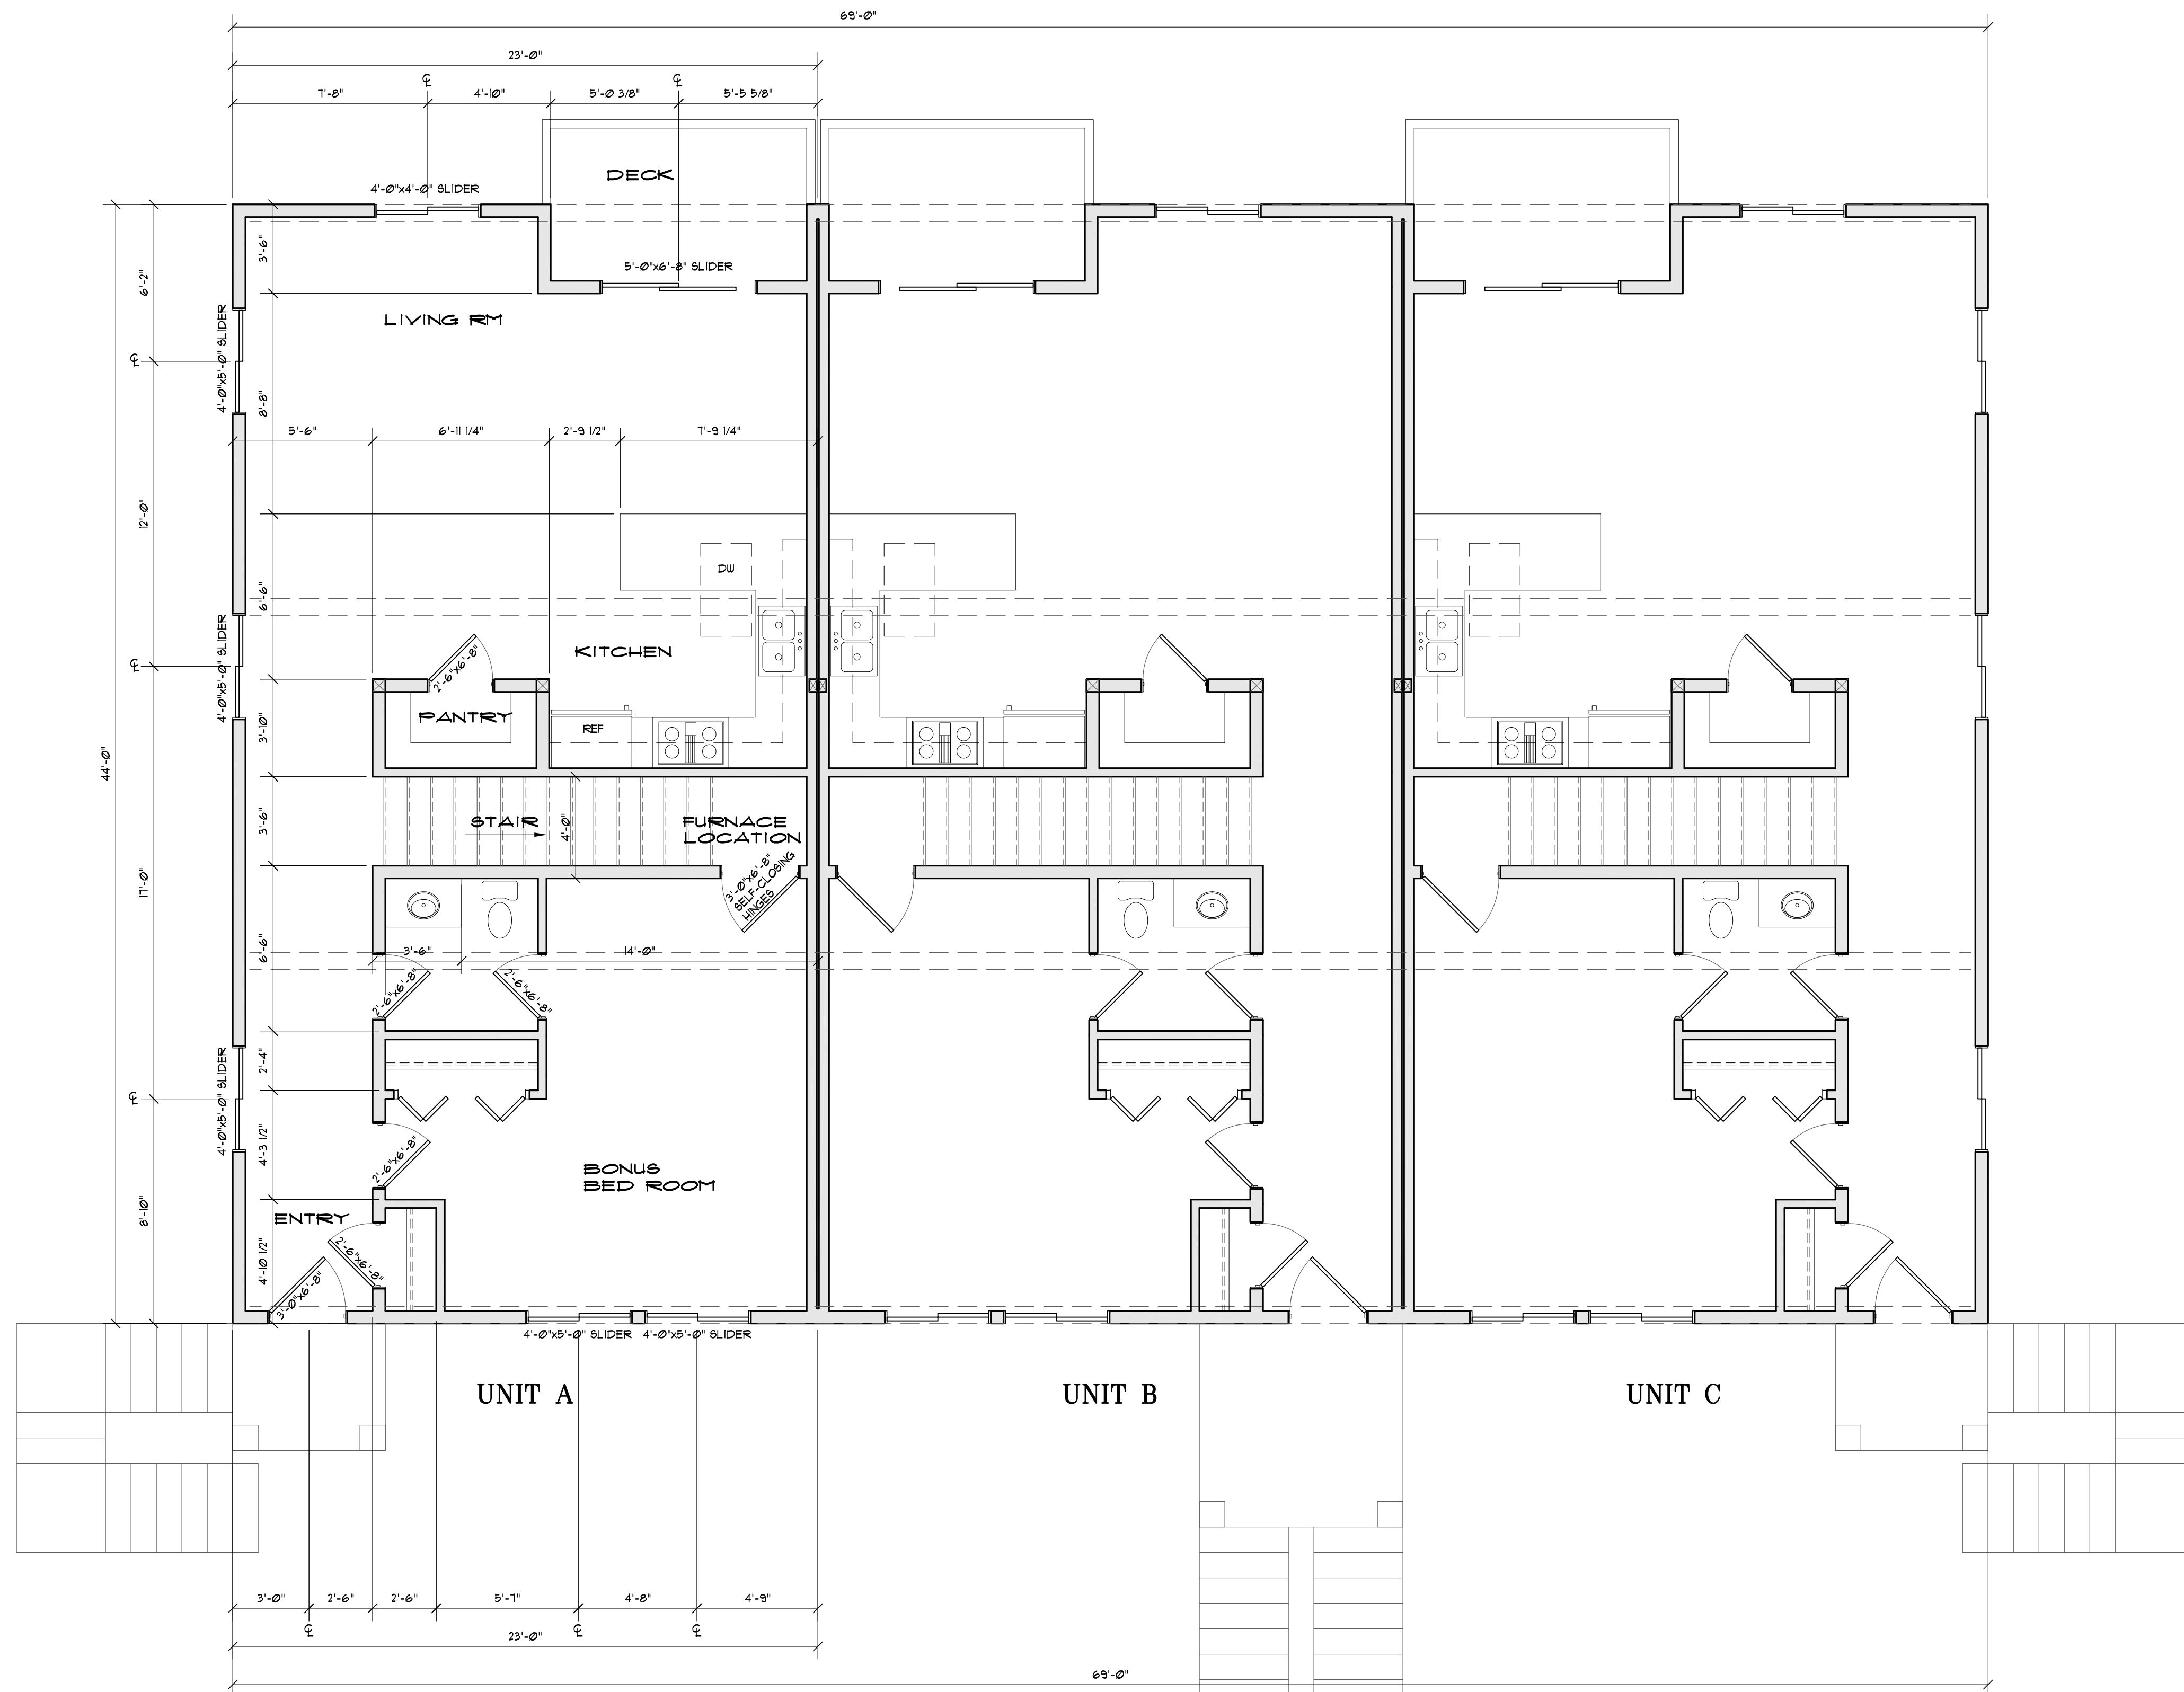 69'-0"
23'-0"
℄ ℄
7'-8" 4'-10" 5'-0 3/8" 5'-5 5/8"
DECK
4'-0"x4'-0" SLIDER
3'-6"
5'-0"x6'-8" SLIDER
6'-2"
LIVING RM
4'-0"x5'-0" SLIDER
℄
8'-8"
5'-6" 6'-11 1/4" 2'-9 1/2" 7'-9 1/4"
12'-0"
DW
6'-6"
KITCHEN
2'-6"x6'-8"
4'-0"x5'-0" SLIDER
℄
PANTRY
REF
3'-10"
44'-0"
STAIR
4'-0"
3'-6"
FURNACE
LOCATION
3'-0"x6'-8"
SELF-CLOSING
HINGES
17'-0"
3'-6" 14'-0"
6'-6"
2'-6"x6'-8"
2'-6"x6'-8"
2'-4"
4'-0"x5'-0" SLIDER
℄
4'-3 1/2"
2'-6"x6'-8"
BONUS
BED ROOM
8'-10"
ENTRY
4'-10 1/2"
2'-6"x6'-8"
3'-0"x6'-8"
4'-0"x5'-0" SLIDER 4'-0"x5'-0" SLIDER
UNIT A UNIT B UNIT C
3'-0" 2'-6" 2'-6" 5'-7" 4'-8" 4'-9"
℄ ℄ ℄
23'-0"
69'-0"